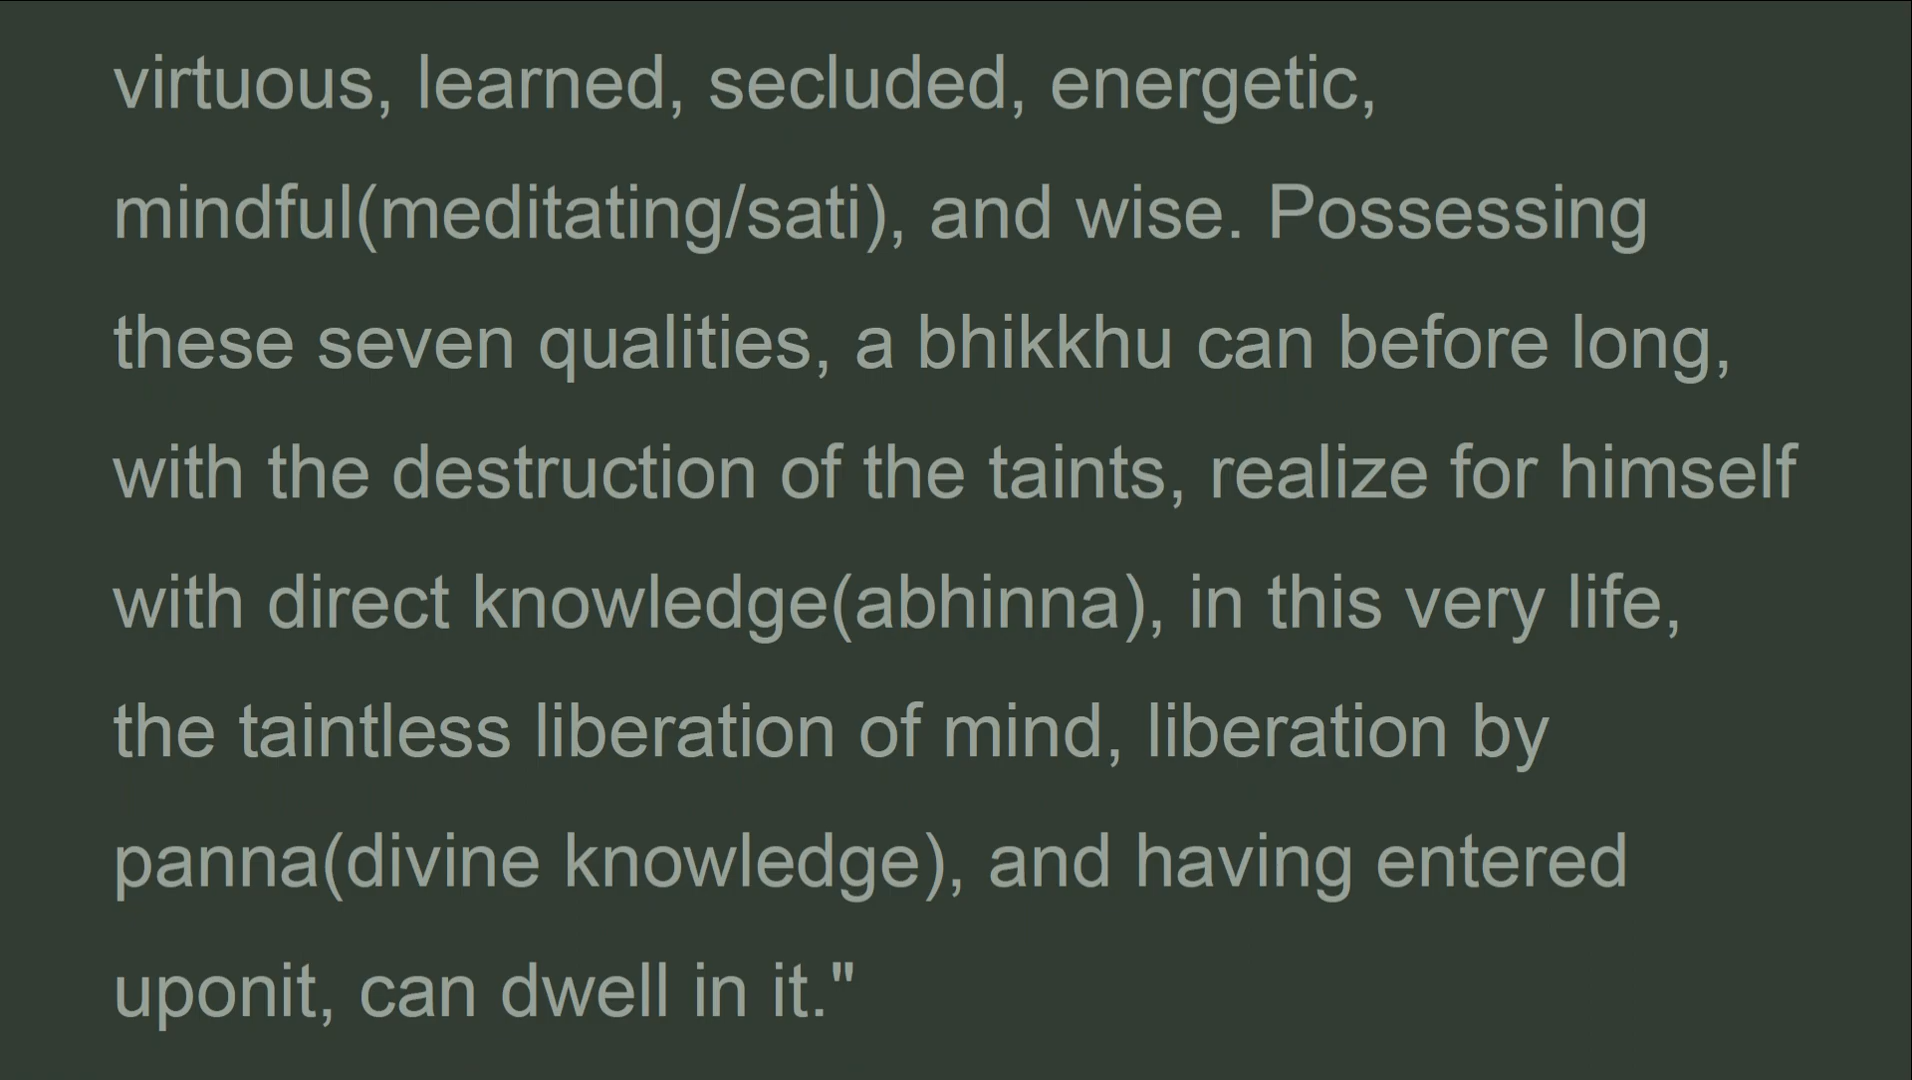 virtuous, learned, secluded, energetic,
mindful(meditating/sati), and wise. Possessing
these seven qualities, a bhikkhu can before long,
with the destruction of the taints, realize for himself
with direct knowledge(abhinna), in this very life,
the taintless liberation of mind, liberation by
panna(divine knowledge), and having entered
uponit, can dwell in it."